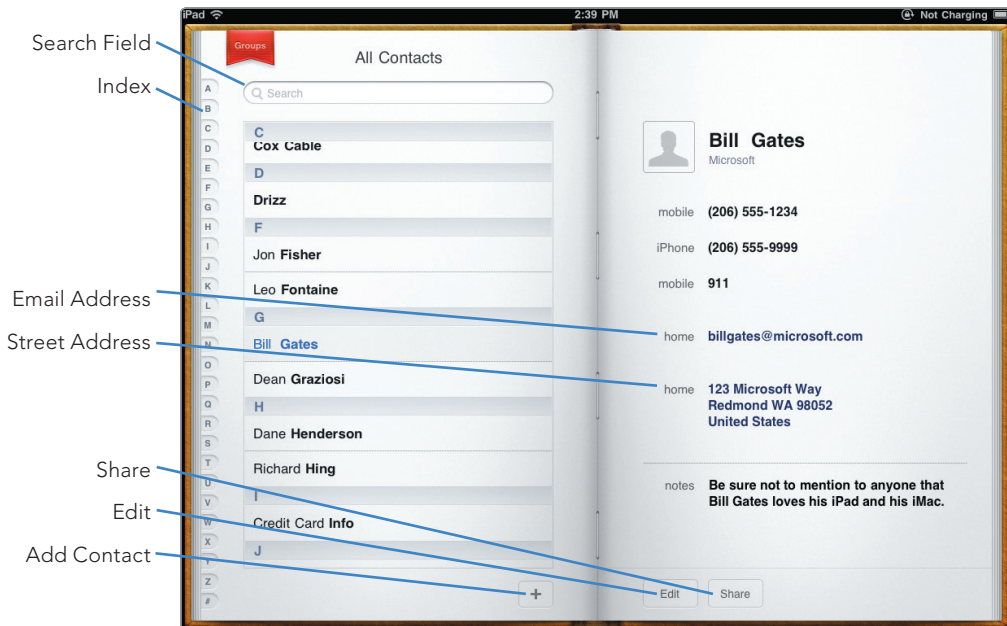 iPad
2:39 PM
Not Charging
Search Field
Index
Email Address
Street Address
Share
Edit
Add Contact
Groups
All Contacts
Search
A
B
C
D
E
F
G
H
I
J
K
L
M
N
O
P
Q
R
S
T
U
V
W
X
Y
Z
#
C
Cox Cable
D
Drizz
F
Jon Fisher
Leo Fontaine
G
Bill Gates
Dean Graziosi
H
Dane Henderson
Richard Hing
I
Credit Card Info
J
+
Bill Gates
Microsoft
mobile (206) 555-1234
iPhone (206) 555-9999
mobile 911
home billgates@microsoft.com
home 123 Microsoft Way
Redmond WA 98052
United States
notes Be sure not to mention to anyone that
Bill Gates loves his iPad and his iMac.
Edit
Share